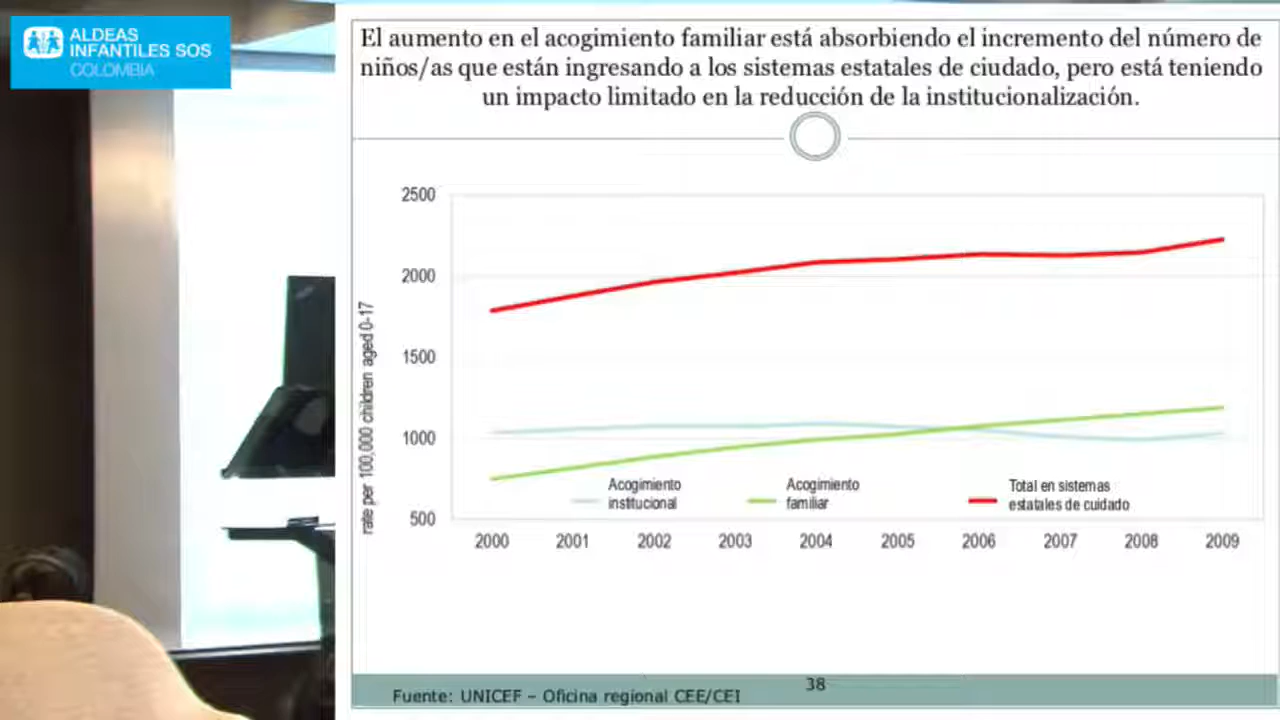 ALDEAS
INFANTILES SOS
COLOMBIA
El aumento en el acogimiento familiar está absorbiendo el incremento del número de
niños/as que están ingresando a los sistemas estatales de ciudado, pero está teniendo
un impacto limitado en la reducción de la institucionalización.
rate per 100,000 children aged 0-17
2500
2000
1500
1000
500
Acogimiento
institucional
Acogimiento
familiar
Total en sistemas
estatales de cuidado
2000 2001 2002 2003 2004 2005 2006 2007 2008 2009
38
Fuente: UNICEF – Oficina regional CEE/CEI